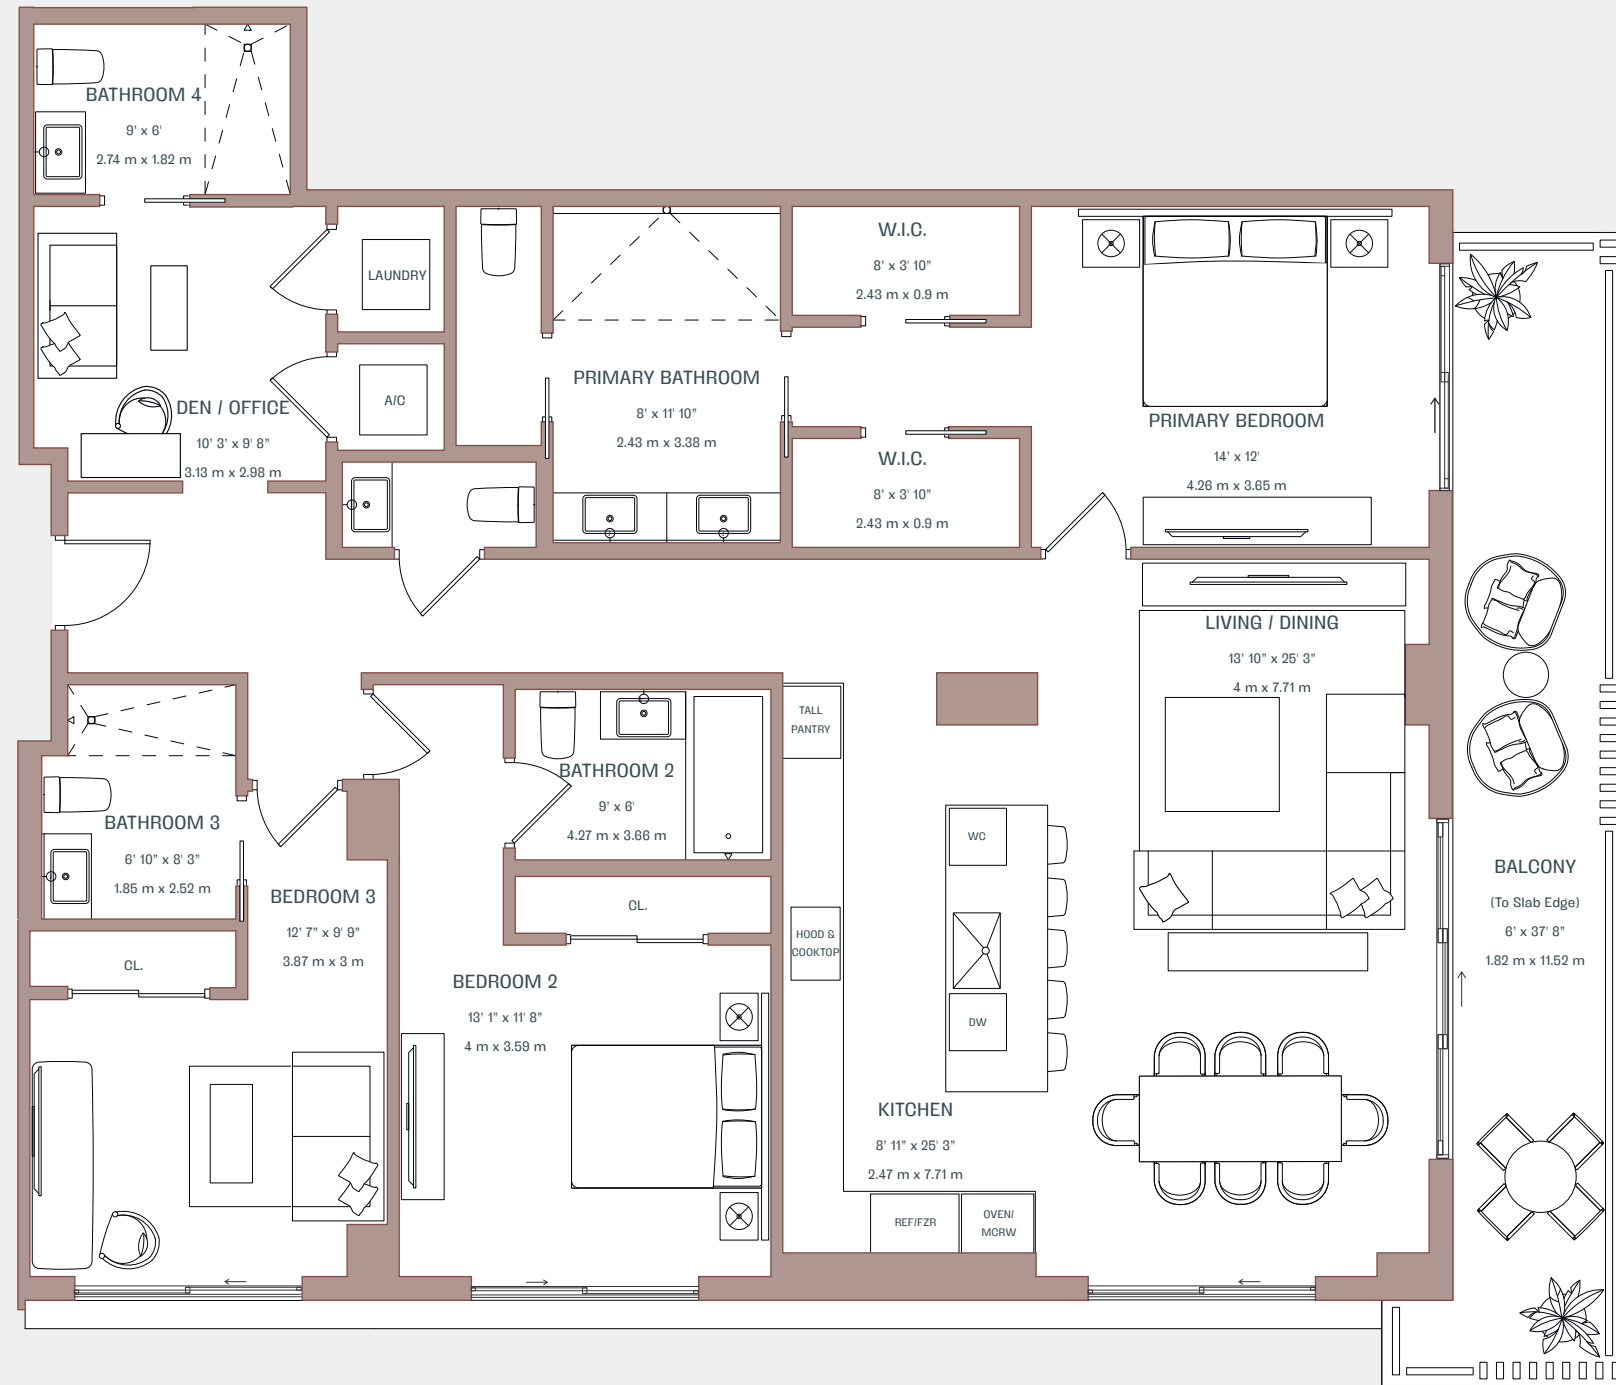 BATHROOM 4
9' x 6'
2.74 m x 1.82 m
LAUNDRY
A/C
DEN / OFFICE
10' 3' x 9' 8"
3.13 m x 2.98 m
PRIMARY BATHROOM
8' x 11' 10"
2.43 m x 3.38 m
W.I.C.
8' x 3' 10"
2.43 m x 0.9 m
W.I.C.
8' x 3' 10"
2.43 m x 0.9 m
PRIMARY BEDROOM
14' x 12'
4.26 m x 3.65 m
LIVING / DINING
13' 10" x 25' 3"
4 m x 7.71 m
TALL
PANTRY
BATHROOM 2
9' x 6'
4.27 m x 3.66 m
BATHROOM 3
6' 10" x 8' 3"
1.85 m x 2.52 m
WC
BEDROOM 3
12' 7" x 9' 9"
3.87 m x 3 m
CL.
CL.
HOOD &
COOKTOP
BALCONY
(To Slab Edge)
6' x 37' 8"
1.82 m x 11.52 m
BEDROOM 2
13' 1" x 11' 8"
4 m x 3.59 m
DW
KITCHEN
8' 11" x 25' 3"
2.47 m x 7.71 m
REF/FZR
OVEN/
MCRW